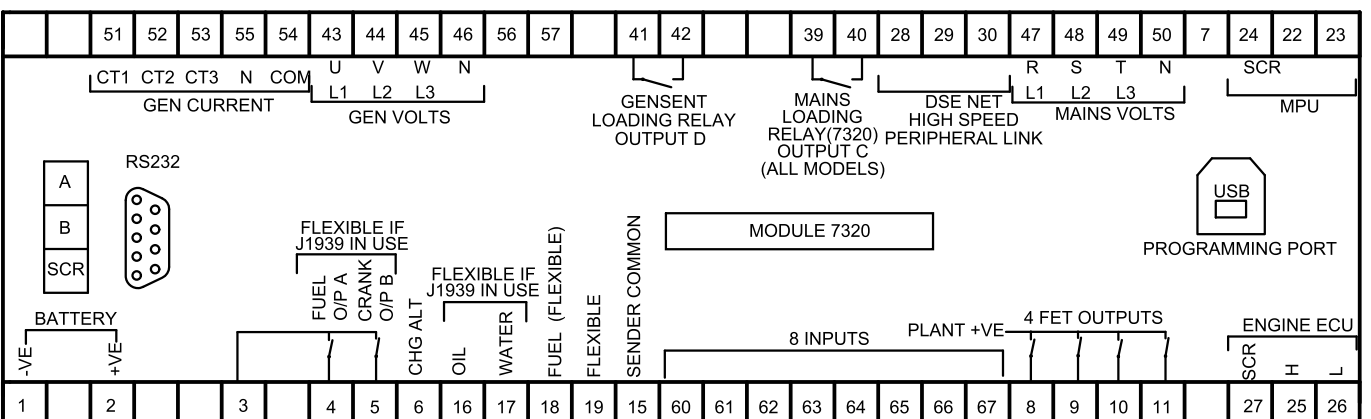 51 52 53 55 54 43 44 45 46 56 57 41 42 39 40 28 29 30 47 48 49 50 7 24 22 23
CT1 CT2 CT3 N COM
GEN CURRENT
U V W N
L1 L2 L3
GEN VOLTS
GENSENT
LOADING RELAY
OUTPUT D
MAINS
LOADING
RELAY(7320)
OUTPUT C
(ALL MODELS)
DSE NET
HIGH SPEED
PERIPHERAL LINK
R S T N
L1 L2 L3
MAINS VOLTS
SCR
MPU
A
B
SCR
RS232
MODULE 7320
USB
PROGRAMMING PORT
BATTERY
-VE
+VE
FLEXIBLE IF
J1939 IN USE
FUEL
O/P A
CRANK
O/P B
CHG ALT
FLEXIBLE IF
J1939 IN USE
OIL
WATER
FUEL (FLEXIBLE)
FLEXIBLE
SENDER COMMON
8 INPUTS
PLANT +VE
4 FET OUTPUTS
ENGINE ECU
SCR
H
L
1 2 3 4 5 6 16 17 18 19 15 60 61 62 63 64 65 66 67 8 9 10 11 27 25 26